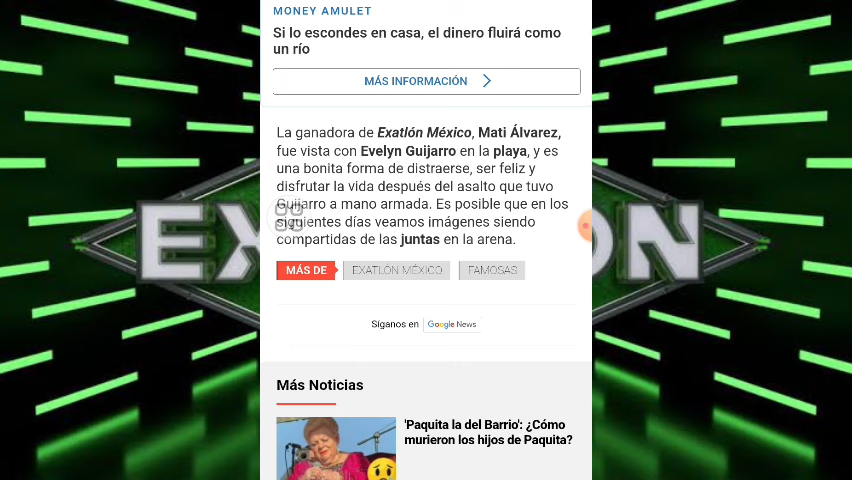 MONEY AMULET
Si lo escondes en casa, el dinero fluirá como
un río
MÁS INFORMACIÓN
La ganadora de Exatlón México, Mati Álvarez,
fue vista con Evelyn Guijarro en la playa, y es
una bonita forma de distraerse, ser feliz y
disfrutar la vida después del asalto que tuvo
Guijarro a mano armada. Es posible que en los
siguientes días veamos imágenes siendo
compartidas de las juntas en la arena.
MÁS DE EXATLÓN MÉXICO FAMOSAS
Síganos en Google News
Más Noticias
'Paquita la del Barrio': ¿Cómo
murieron los hijos de Paquita?